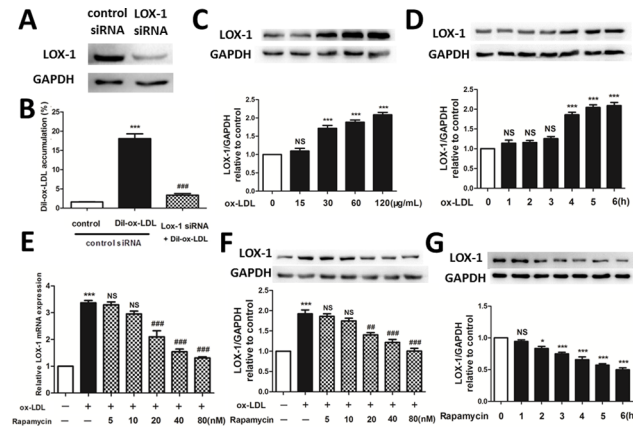 A
control LOX-1
siRNA siRNA
LOX-1
GAPDH
B
Dil-ox-LDL accumulation (%)
25
20
15
10
5
0
***
###
control
Dil-ox-LDL
Lox-1 siRNA
+ Dil-ox-LDL
control siRNA
C
LOX-1
GAPDH
LOX-1/GAPDH
relative to control
2.5
2.0
1.5
1.0
0.5
0.0
NS
***
***
***
ox-LDL
0 15 30 60 120(μg/mL)
D
LOX-1
GAPDH
LOX-1/GAPDH
relative to control
2.5
2.0
1.5
1.0
0.5
0.0
NS
NS
NS
***
***
***
ox-LDL
0 1 2 3 4 5 6(h)
E
Relative LOX-1 mRNA expression
4
3
2
1
0
***
NS
NS
###
###
###
ox-LDL — + + + + + +
Rapamycin — — 5 10 20 40 80(nM)
F
LOX-1
GAPDH
LOX-1/GAPDH
relative to control
2.5
2.0
1.5
1.0
0.5
0.0
***
NS
NS
##
###
###
ox-LDL — + + + + + +
Rapamycin — — 5 10 20 40 80(nM)
G
LOX-1
GAPDH
LOX-1/GAPDH
relative to control
NS
*
***
***
***
***
Rapamycin 0 1 2 3 4 5 6(h)